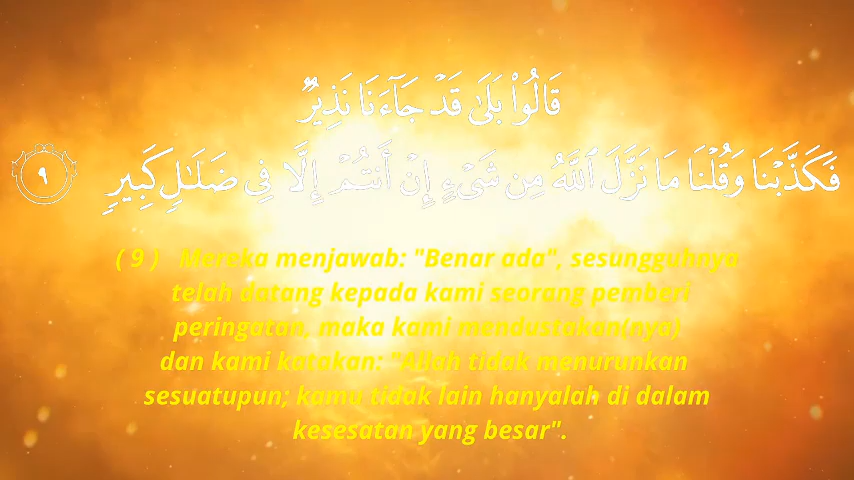 قَالُوا۟ بَلَىٰ قَدْ جَآءَنَا نَذِيرٌ
فَكَذَّبْنَا وَقُلْنَا مَا نَزَّلَ ٱللَّهُ مِن شَىْءٍ إِنْ أَنتُمْ إِلَّا فِى ضَلَـٰلٍ كَبِيرٍ ٩
( 9 ) Mereka menjawab: "Benar ada", sesungguhnya
telah datang kepada kami seorang pemberi
peringatan, maka kami mendustakan(nya)
dan kami katakan: "Allah tidak menurunkan
sesuatupun; kamu tidak lain hanyalah di dalam
kesesatan yang besar".